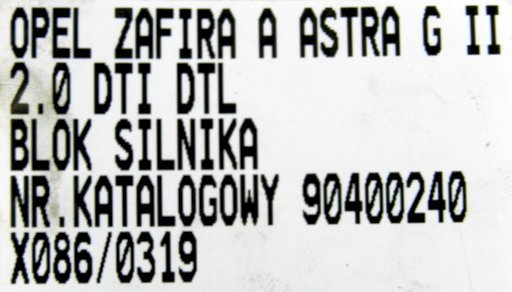 OPEL ZAFIRA A ASTRA G II
2.0 DTI DTL
BLOK SILNIKA
NR.KATALOGOWY 90400240
X086/0319